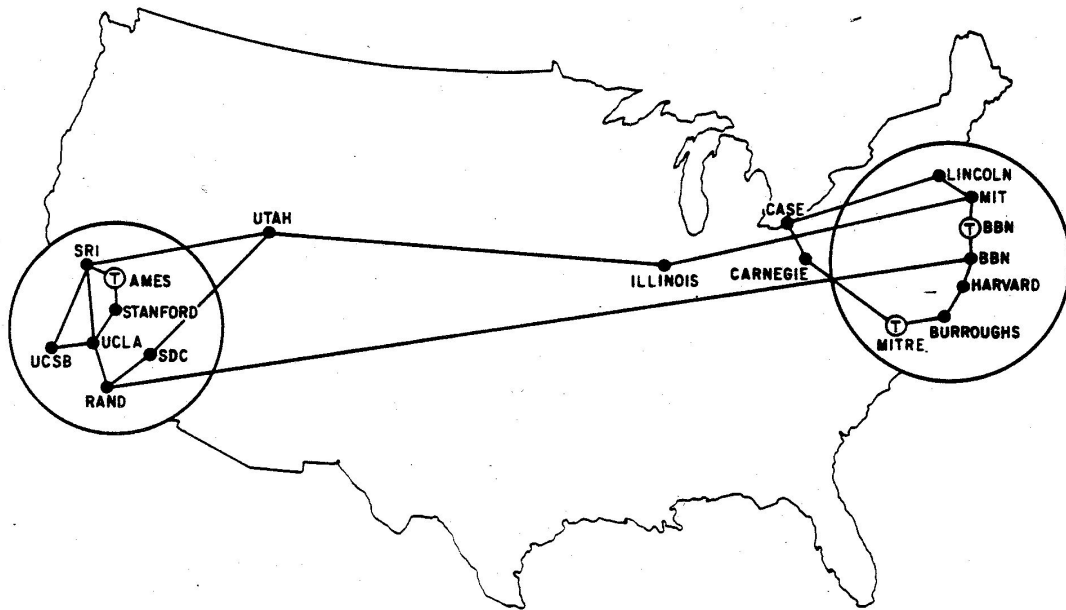 LINCOLN
MIT
CASE
UTAH
T BBN
SRI
BBN
T AMES
ILLINOIS
CARNEGIE
HARVARD
STANFORD
T
BURROUGHS
MITRE
UCLA
SDC
UCSB
RAND